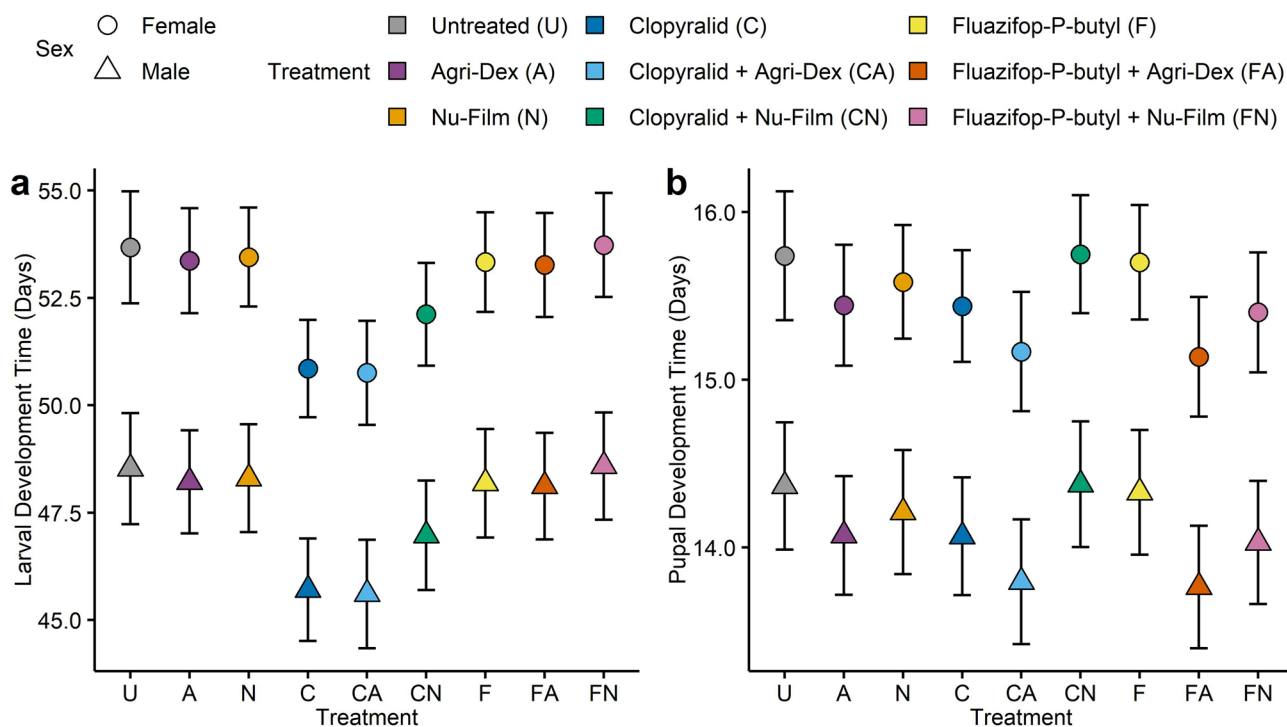 Sex
Female
Male
Treatment
Untreated (U)
Agri-Dex (A)
Nu-Film (N)
Clopyralid (C)
Clopyralid + Agri-Dex (CA)
Clopyralid + Nu-Film (CN)
Fluazifop-P-butyl (F)
Fluazifop-P-butyl + Agri-Dex (FA)
Fluazifop-P-butyl + Nu-Film (FN)
a
Larval Development Time (Days)
55.0
52.5
50.0
47.5
45.0
U A N C CA CN F FA FN
Treatment
b
Pupal Development Time (Days)
16.0
15.0
14.0
U A N C CA CN F FA FN
Treatment